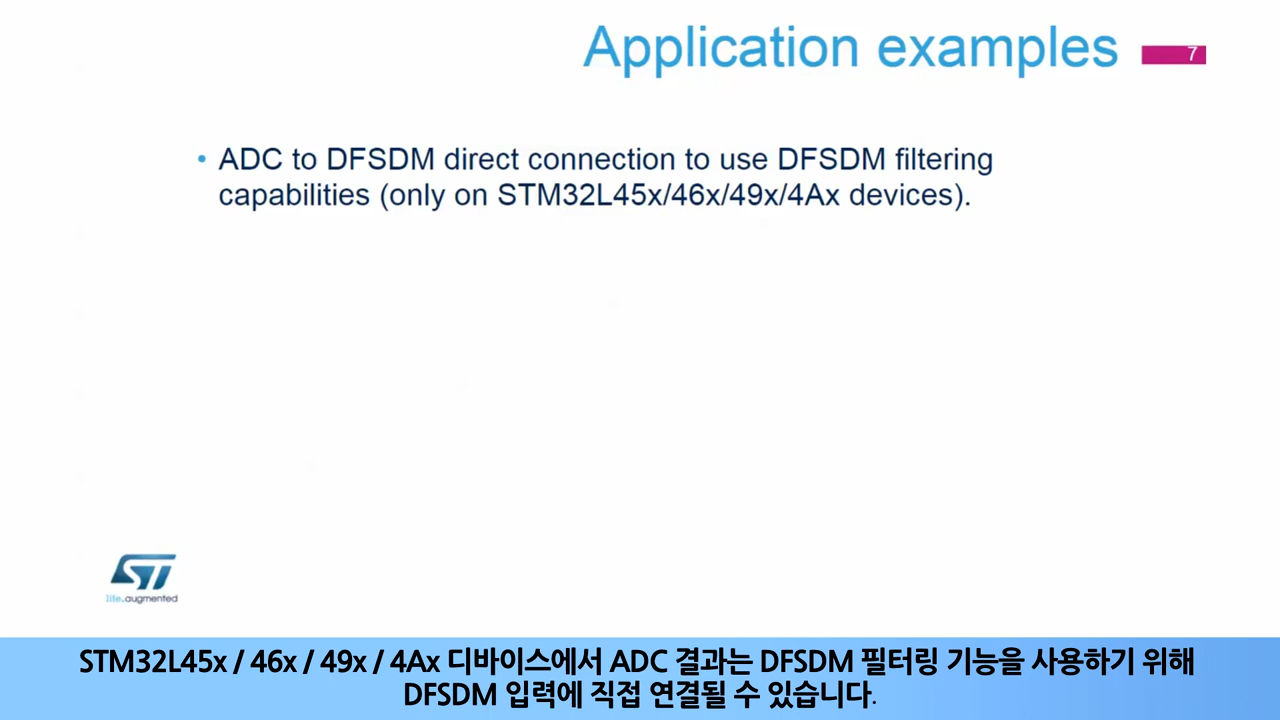 Application examples
7
• ADC to DFSDM direct connection to use DFSDM filtering
capabilities (only on STM32L45x/46x/49x/4Ax devices).
ST
life.augmented
STM32L45x / 46x / 49x / 4Ax 디바이스에서 ADC 결과는 DFSDM 필터링 기능을 사용하기 위해
DFSDM 입력에 직접 연결될 수 있습니다.